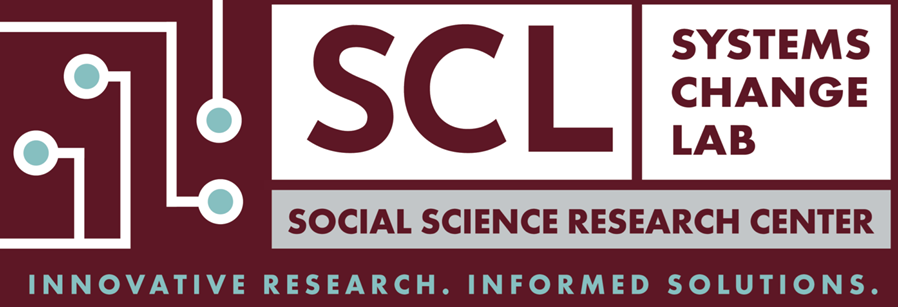 SCL
SYSTEMS
CHANGE
LAB
SOCIAL SCIENCE RESEARCH CENTER
INNOVATIVE RESEARCH. INFORMED SOLUTIONS.